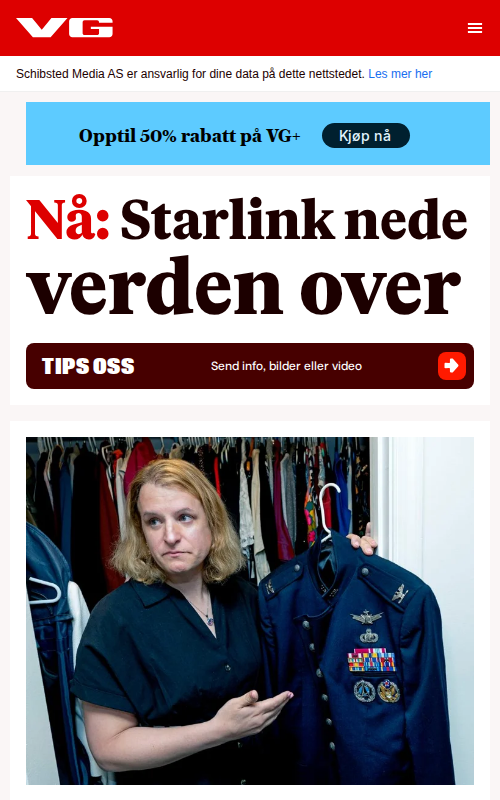 VG
Schibsted Media AS er ansvarlig for dine data på dette nettstedet. Les mer her
Opptil 50% rabatt på VG+ Kjøp nå
Nå: Starlink nede
verden over
TIPS OSS Send info, bilder eller video